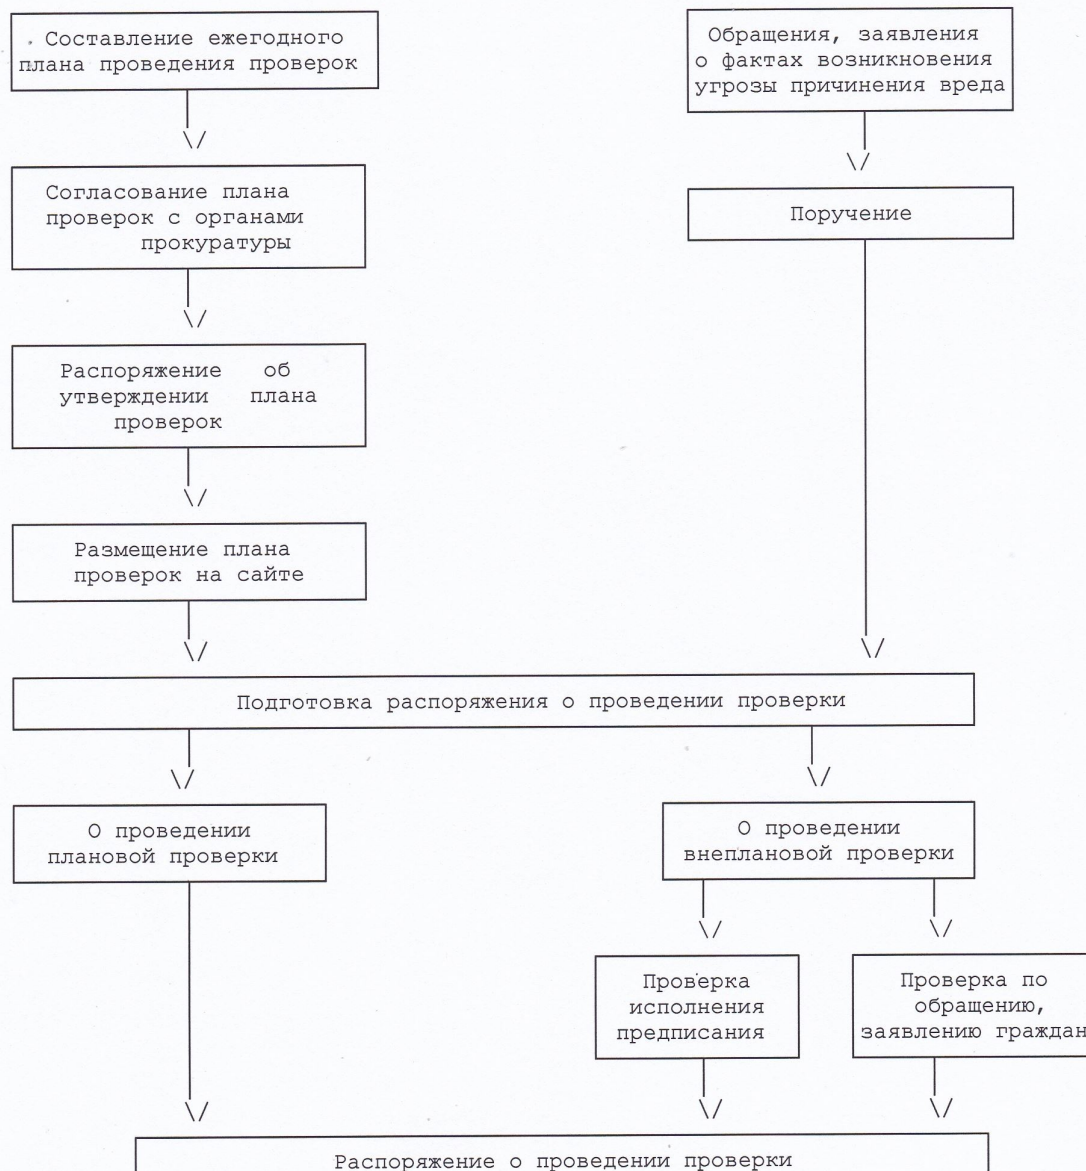 Составление ежегодного
плана проведения проверок
Обращения, заявления
о фактах возникновения
угрозы причинения вреда
Согласование плана
проверок с органами
прокуратуры
Поручение
Распоряжение об
утверждении плана
проверок
Размещение плана
проверок на сайте
Подготовка распоряжения о проведении проверки
О проведении
плановой проверки
О проведении
внеплановой проверки
Проверка
исполнения
предписания
Проверка по
обращению,
заявлению граждан
Распоряжение о проведении проверки